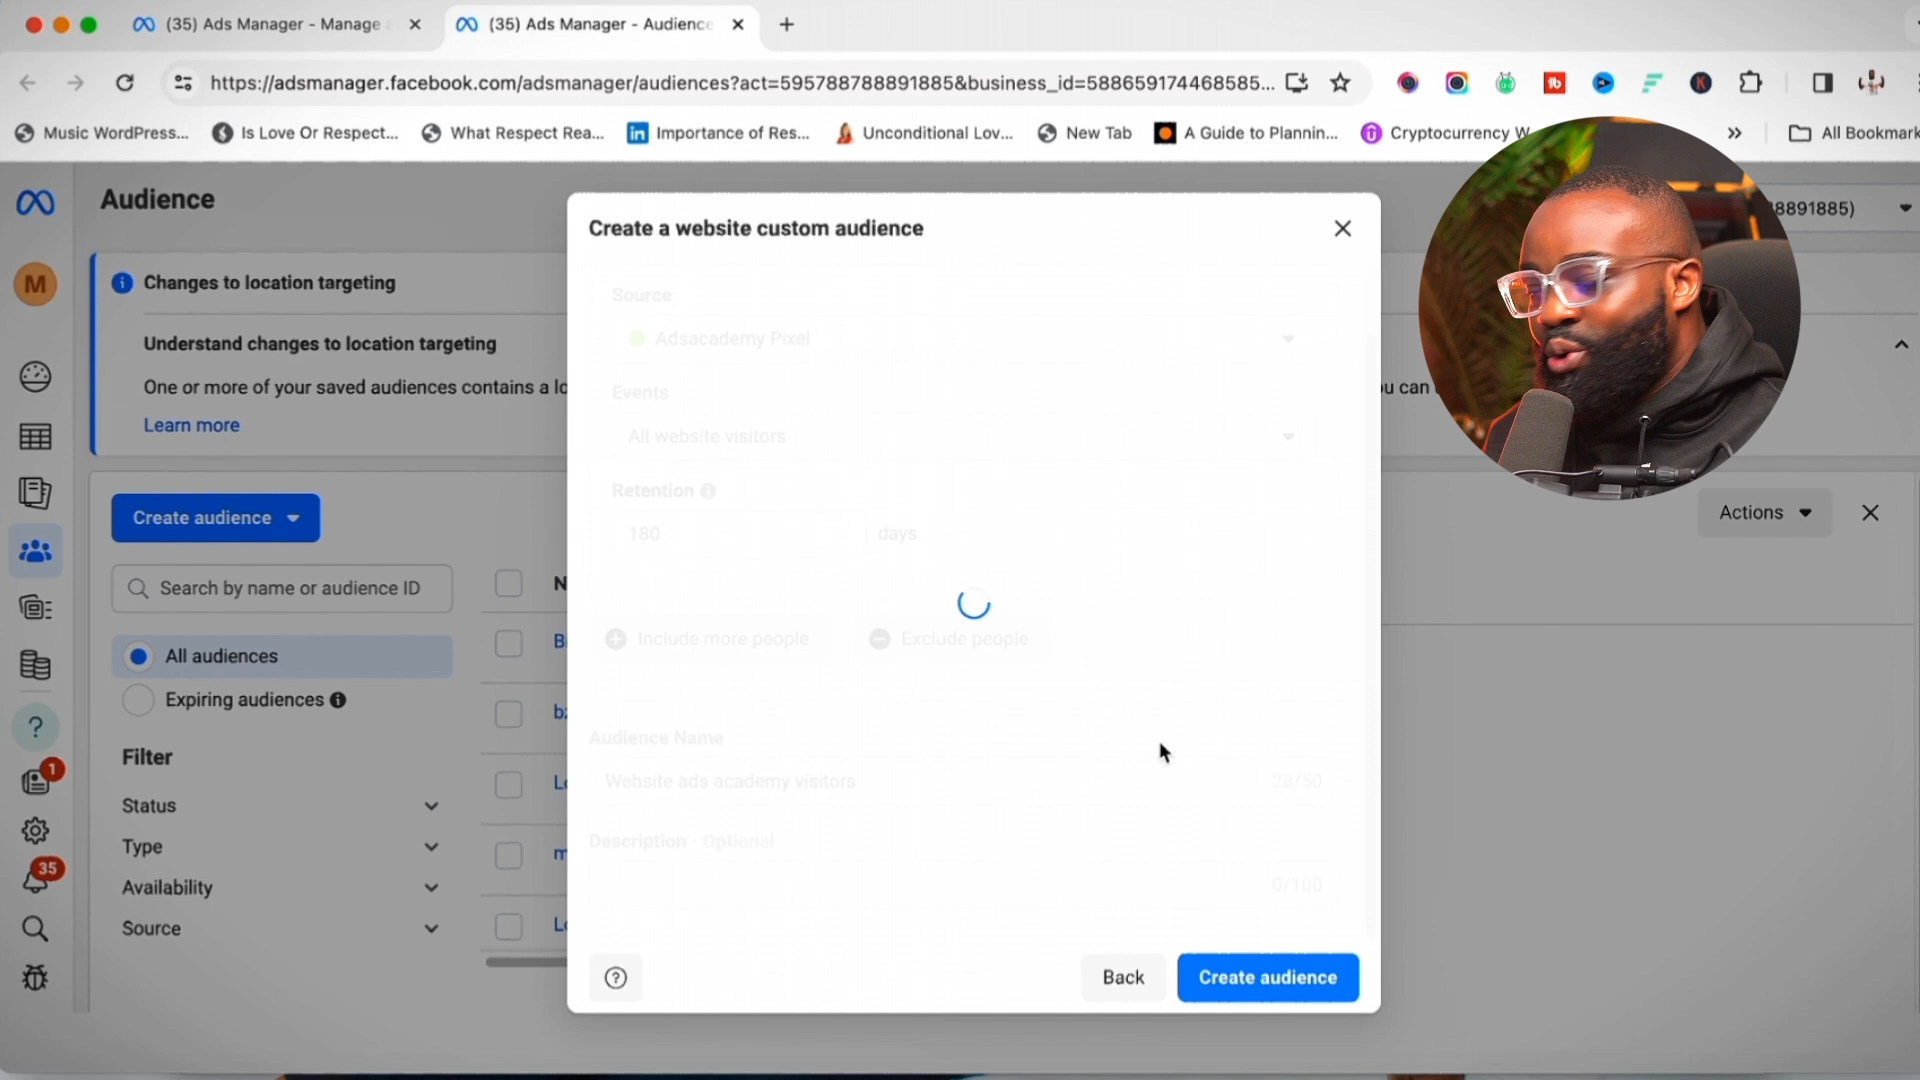 (35) Ads Manager - Manage
(35) Ads Manager - Audience
https://adsmanager.facebook.com/adsmanager/audiences?act=595788788891885&business_id=588659174468585...
Music WordPress...
Is Love Or Respect...
What Respect Rea...
Importance of Res...
Unconditional Lov...
New Tab
A Guide to Plannin...
Cryptocurrency W
All Bookmark
Audience
8891885)
M
Changes to location targeting
Understand changes to location targeting
One or more of your saved audiences contains a lo
ou can
Learn more
Create audience
Search by name or audience ID
All audiences
Expiring audiences
Filter
Status
Type
Availability
Source
1
35
N
B
bz
Lo
m
Lo
Actions
Create a website custom audience
Source
Adsacademy Pixel
Events
All website visitors
Retention
180 days
Include more people
Exclude people
Audience Name
Website ads academy visitors
28/50
Description · Optional
0/100
Back
Create audience